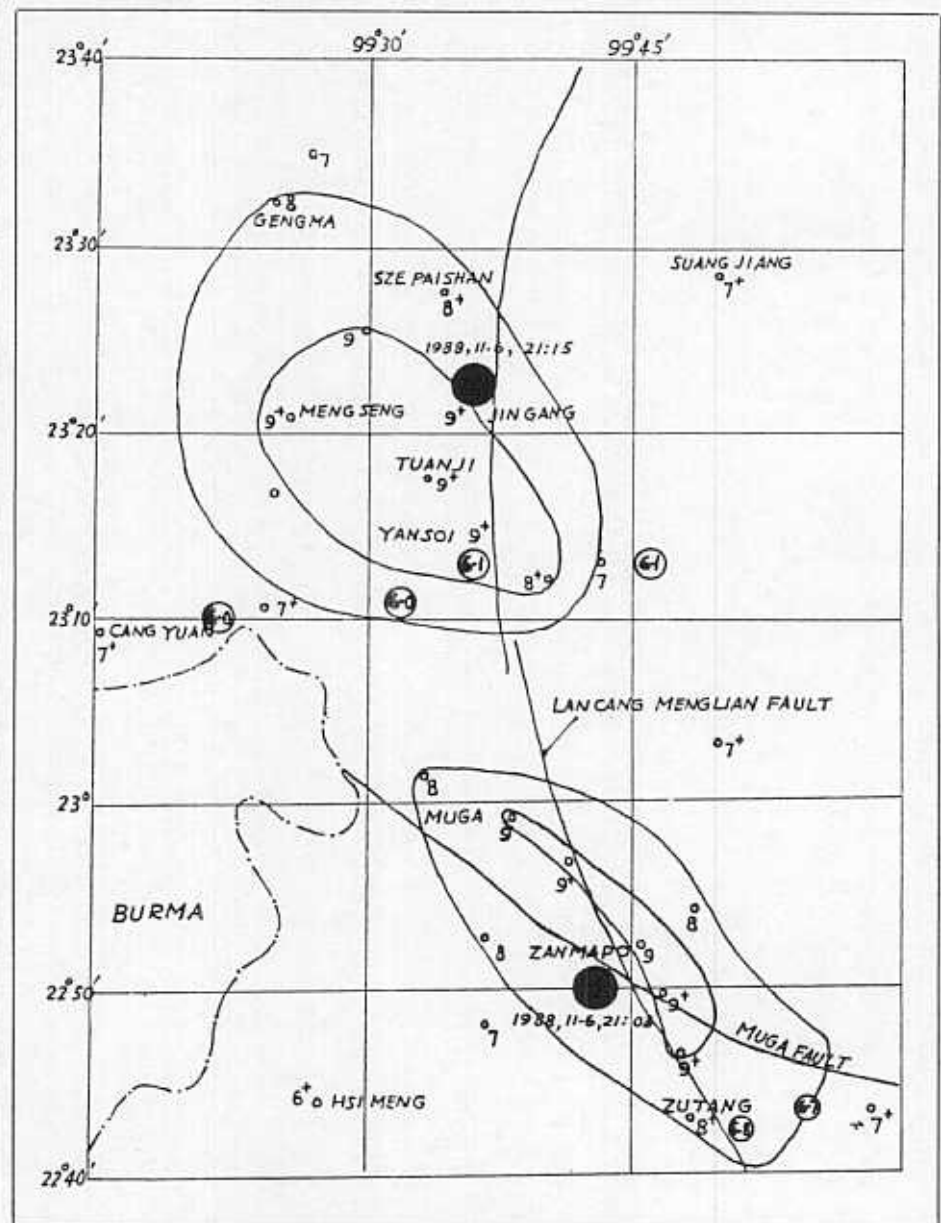 99°30' 99°45'
23°40'
7
8
GENGMA
23°30'
SZE PAISHAN
8+
SUANG JIANG
7+
9
1988, 11-6, 21:15
9+ MENGSENG
9+ JINGANG
23°20'
TUANJI
9+
YANSOI 9+
6-1
8+ 9
7
6-1
6-0
7+
6-0
23°10'
CANG YUAN
7+
LANCANG MENGLIAN FAULT
7+
23°
8
MUGA
9
9+
BURMA
8
8
ZANMAPO 9
22°50'
9+
1988, 11-6, 21:03
7
MUGA FAULT
9+
6+ HSI MENG
ZUTANG
8+
7+
22°40'